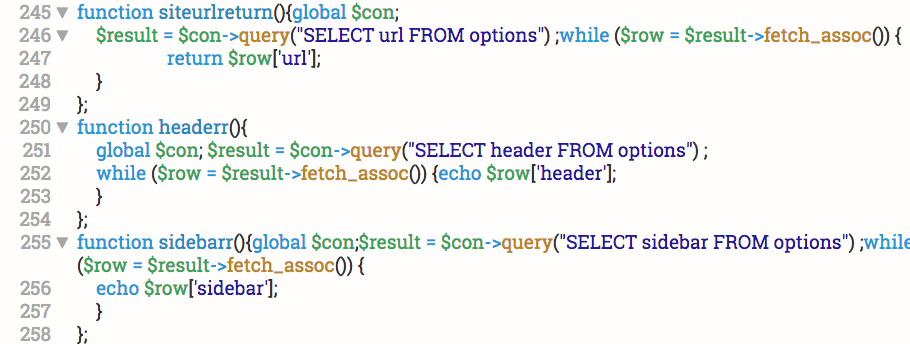 245 ▼ function siteurlreturn(){global $con;
246 ▼ $result = $con->query("SELECT url FROM options") ;while ($row = $result->fetch_assoc()) {
247 return $row['url'];
248 }
249 };
250 ▼ function headerr(){
251 global $con; $result = $con->query("SELECT header FROM options") ;
252 while ($row = $result->fetch_assoc()) {echo $row['header'];
253 }
254 };
255 ▼ function sidebarr(){global $con;$result = $con->query("SELECT sidebar FROM options") ;while
($row = $result->fetch_assoc()) {
256 echo $row['sidebar'];
257 }
258 };